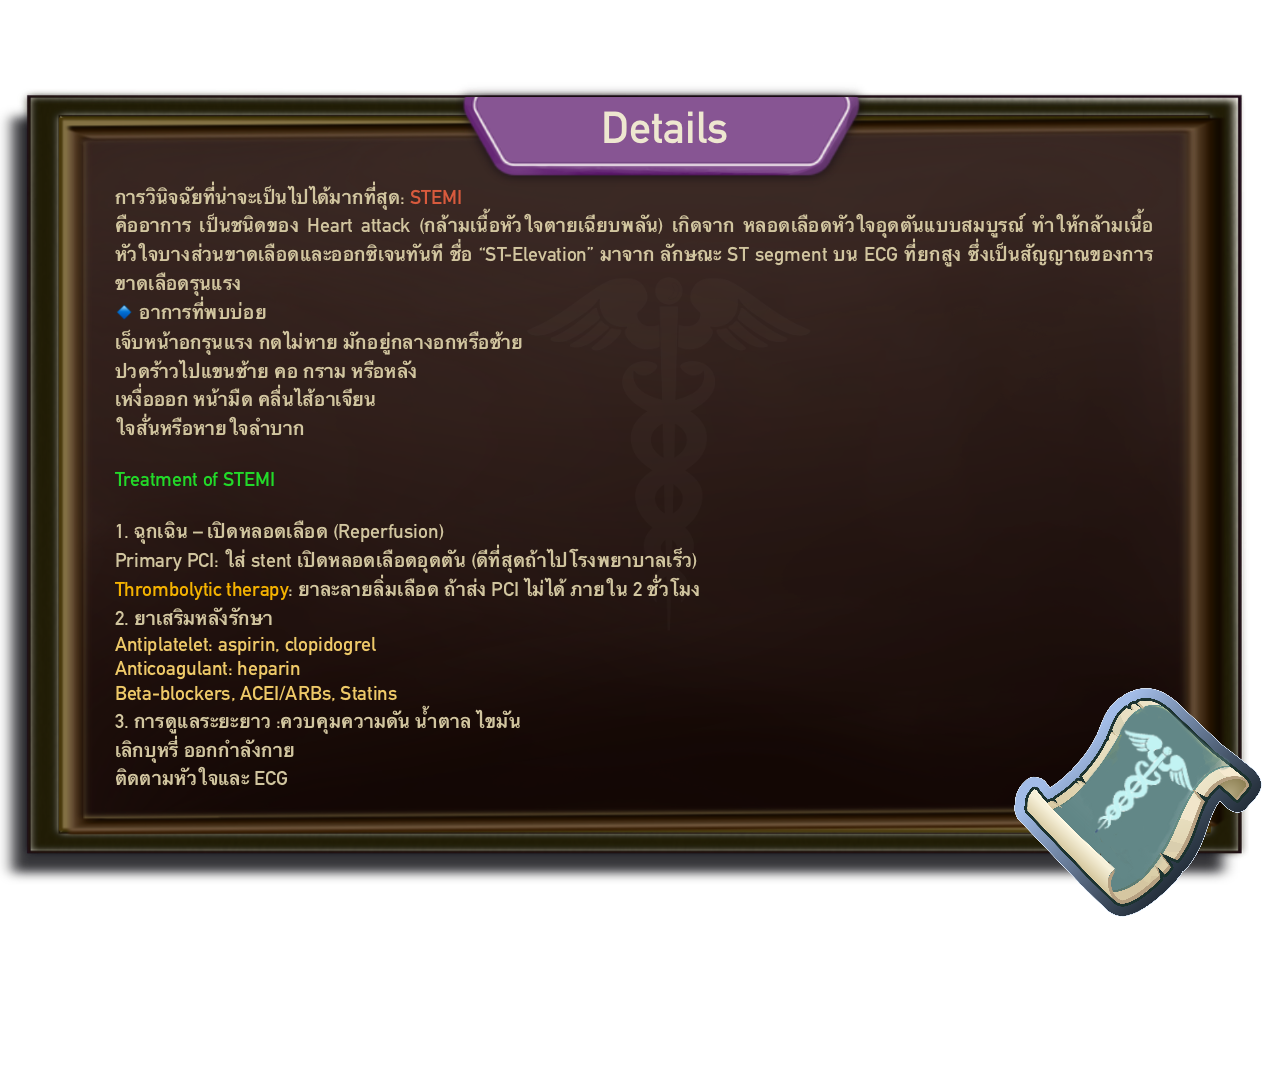 Details
การวินิจฉัยที่น่าจะเป็นไปได้มากที่สุด: STEMI
คืออาการ เป็นชนิดของ Heart attack (กล้ามเนื้อหัวใจตายเฉียบพลัน) เกิดจาก หลอดเลือดหัวใจอุดตันแบบสมบูรณ์ ทำให้กล้ามเนื้อ
หัวใจบางส่วนขาดเลือดและออกซิเจนทันที ชื่อ “ST-Elevation” มาจาก ลักษณะ ST segment บน ECG ที่ยกสูง ซึ่งเป็นสัญญาณของการ
ขาดเลือดรุนแรง
🔹 อาการที่พบบ่อย
เจ็บหน้าอกรุนแรง กดไม่หาย มักอยู่กลางอกหรือซ้าย
ปวดร้าวไปแขนซ้าย คอ กราม หรือหลัง
เหงื่อออก หน้ามืด คลื่นไส้อาเจียน
ใจสั่นหรือหายใจลำบาก
Treatment of STEMI
1. ฉุกเฉิน – เปิดหลอดเลือด (Reperfusion)
Primary PCI: ใส่ stent เปิดหลอดเลือดอุดตัน (ดีที่สุดถ้าไปโรงพยาบาลเร็ว)
Thrombolytic therapy: ยาละลายลิ่มเลือด ถ้าส่ง PCI ไม่ได้ ภายใน 2 ชั่วโมง
2. ยาเสริมหลังรักษา
Antiplatelet: aspirin, clopidogrel
Anticoagulant: heparin
Beta-blockers, ACEI/ARBs, Statins
3. การดูแลระยะยาว :ควบคุมความดัน น้ำตาล ไขมัน
เลิกบุหรี่ ออกกำลังกาย
ติดตามหัวใจและ ECG